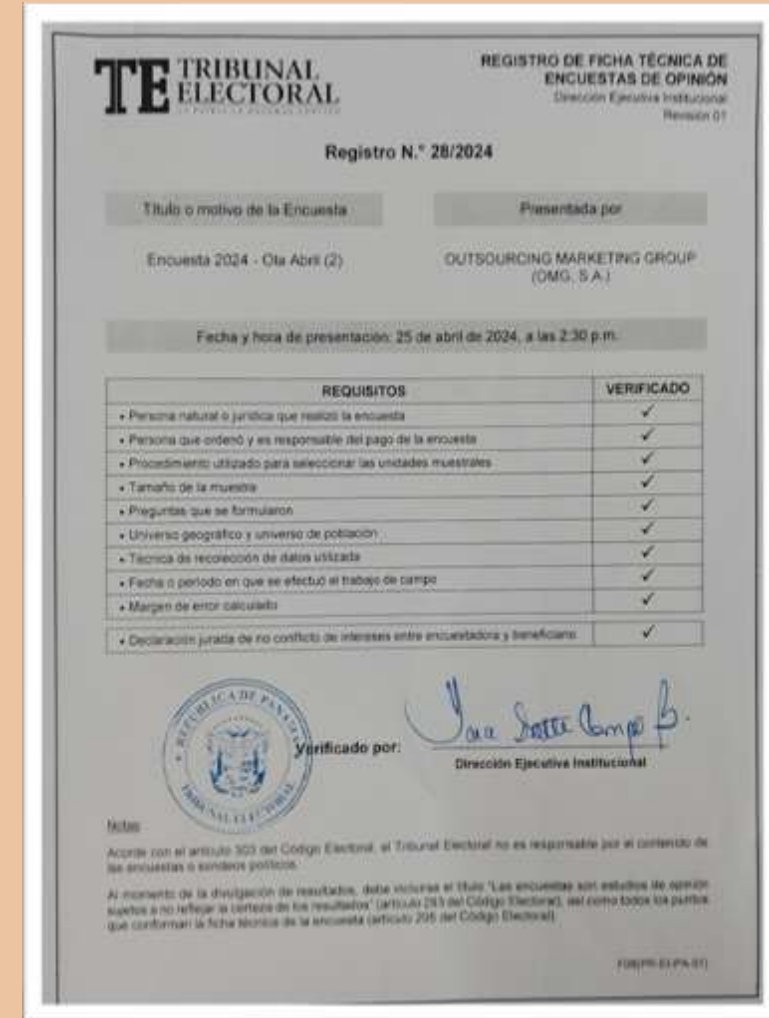 TE TRIBUNAL
ELECTORAL
REGISTRO DE FICHA TÉCNICA DE
ENCUESTAS DE OPINIÓN
Dirección Ejecutiva Institucional
Revisión 01
Registro N.° 28/2024
Título o motivo de la Encuesta
Presentada por
Encuesta 2024 - Ola Abril (2)
OUTSOURCING MARKETING GROUP
(OMG, S.A.)
Fecha y hora de presentación: 25 de abril de 2024, a las 2:30 p.m.
REQUISITOS VERIFICADO
• Persona natural o jurídica que realizó la encuesta ✓
• Persona que ordenó y es responsable del pago de la encuesta ✓
• Procedimiento utilizado para seleccionar las unidades muestrales ✓
• Tamaño de la muestra ✓
• Preguntas que se formularon ✓
• Universo geográfico y universo de población ✓
• Técnica de recolección de datos utilizada ✓
• Fecha o periodo en que se efectuó el trabajo de campo ✓
• Margen de error calculado ✓
• Declaración jurada de no conflicto de intereses entre encuestadora y beneficiario ✓
REPÚBLICA DE PANAMÁ
TRIBUNAL ELECTORAL
Verificado por:
Dirección Ejecutiva Institucional
Notas
Acorde con el artículo 303 del Código Electoral, el Tribunal Electoral no es responsable por el contenido de
las encuestas o sondeos políticos.
Al momento de la divulgación de resultados, debe incluirse el título "Las encuestas son estudios de opinión
sujetos a no reflejar la certeza de los resultados" (artículo 293 del Código Electoral), así como todos los puntos
que conforman la ficha técnica de la encuesta (artículo 295 del Código Electoral).